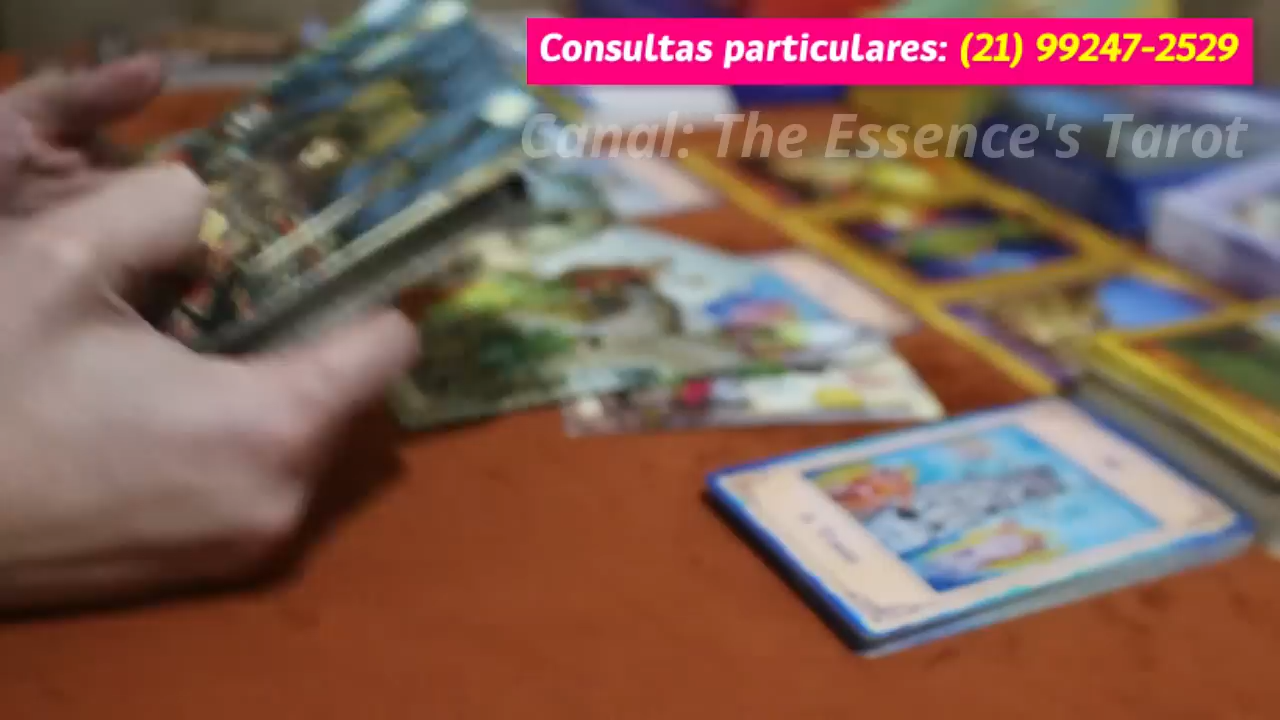 Consultas particulares: (21) 99247-2529
Canal: The Essence's Tarot